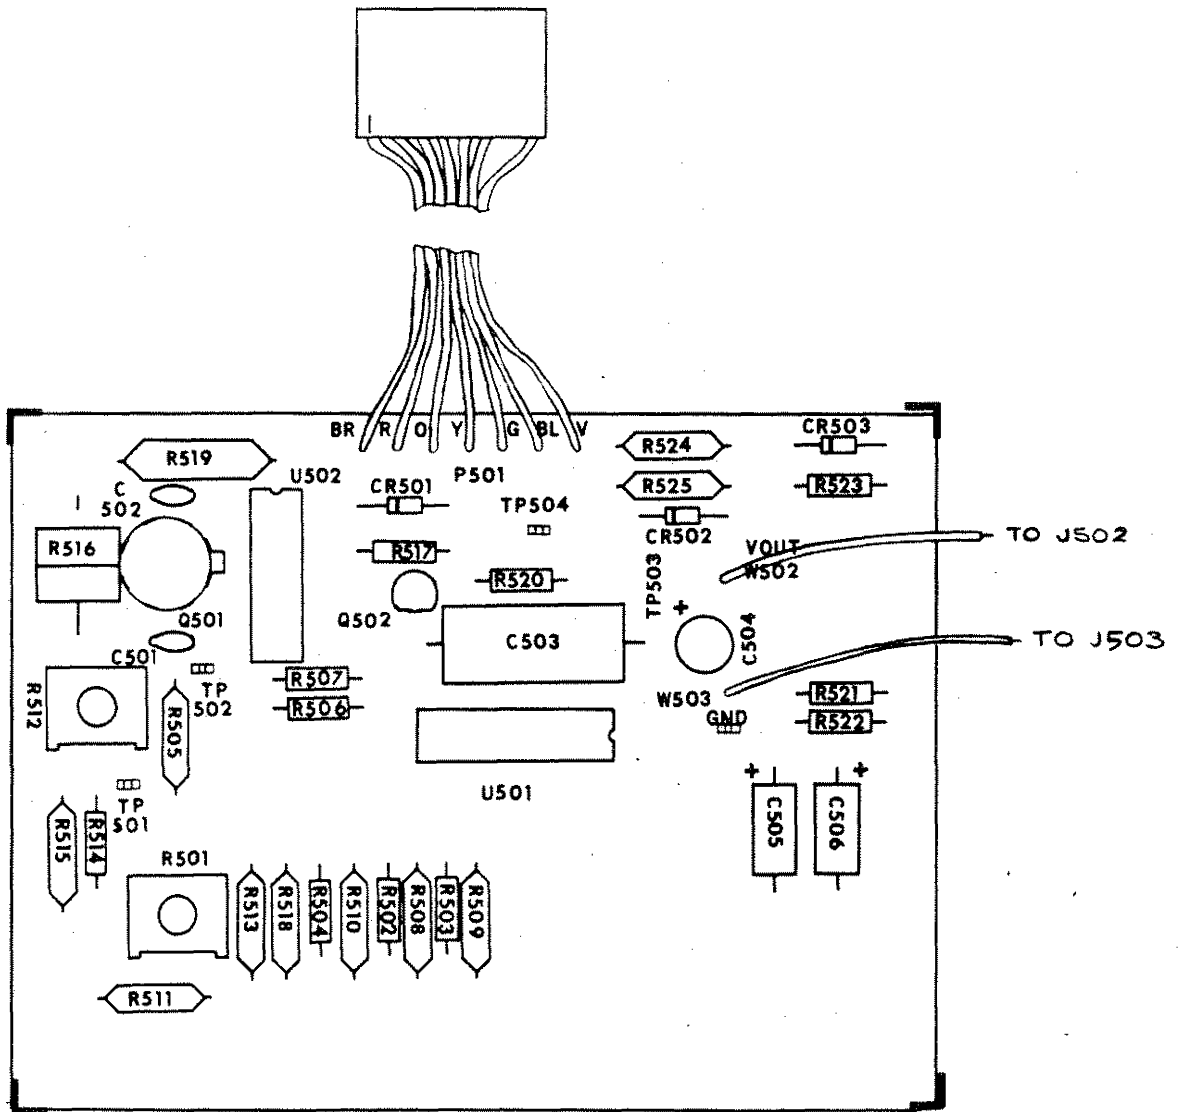 BR R O Y G BL V
CR503
R519
U502
P501
R524
C
502
CR501
TP504
R525
R523
CR502
R516
R517
VOUT
W502
TO J502
R520
TP503
+
Q501
Q502
C503
C504
TO J503
C501
R512
TP
502
R507
R506
W503
GND
R521
R522
R505
U501
+
+
C505
C506
TP
501
R515
R514
R501
R513
R518
R504
R510
R502
R508
R503
R509
R511